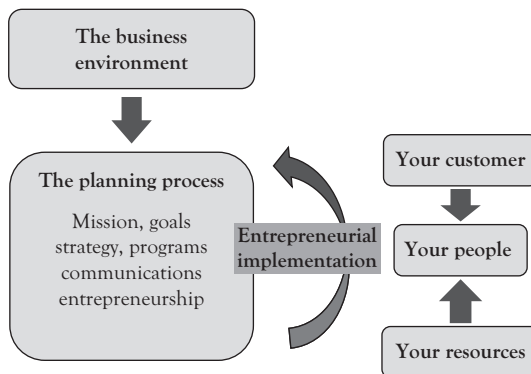 The business
environment
The planning process
Mission, goals
strategy, programs
communications
entrepreneurship
Entrepreneurial
implementation
Your customer
Your people
Your resources